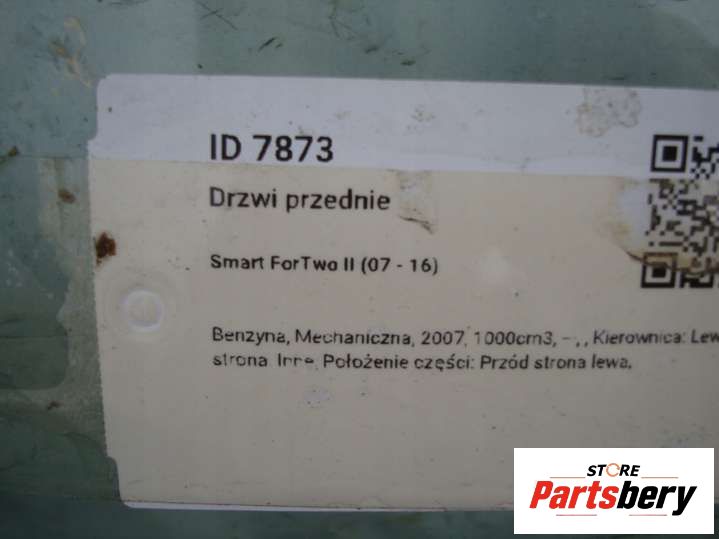 ID 7873
Drzwi przednie
Smart ForTwo II (07 - 16)
Benzyna, Mechaniczna, 2007, 1000cm3, - , , Kierownica: Lew
strona. Inne, Położenie części: Przód strona lewa,
STORE
Partsbery